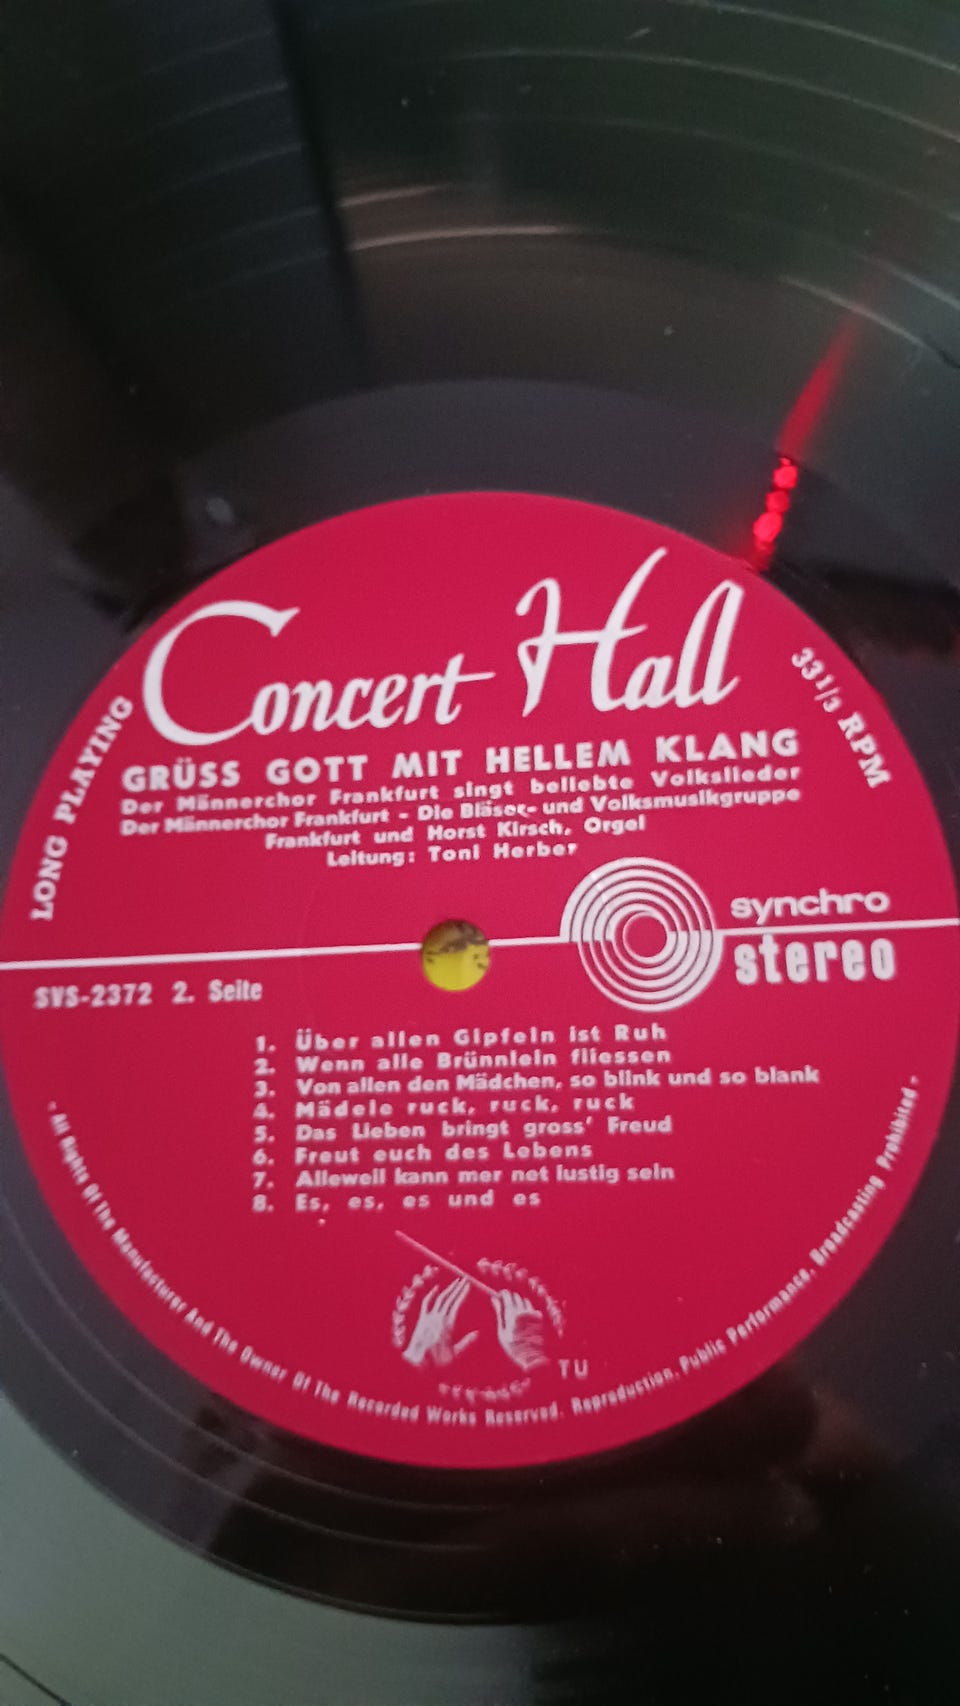 Concert Hall
LONG PLAYING
33 1/3 RPM
GRÜSS GOTT MIT HELLEM KLANG
Der Männerchor Frankfurt singt beliebte Volkslieder
Der Männerchor Frankfurt - Die Bläser- und Volksmusikgruppe
Frankfurt und Horst Kirsch, Orgel
Leitung: Toni Herber
synchro
stereo
SVS-2372 2. Seite
1. Über allen Gipfeln ist Ruh
2. Wenn alle Brünnlein fliessen
3. Von allen den Mädchen, so blink und so blank
4. Mädele ruck, ruck, ruck
5. Das Lieben bringt gross' Freud
6. Freut euch des Lebens
7. Alleweil kann mer net lustig sein
8. Es, es, es und es
TU
- All Rights Of The Manufacturer And The Owner Of The Recorded Works Reserved. Reproduction, Public Performance, Broadcasting Prohibited -